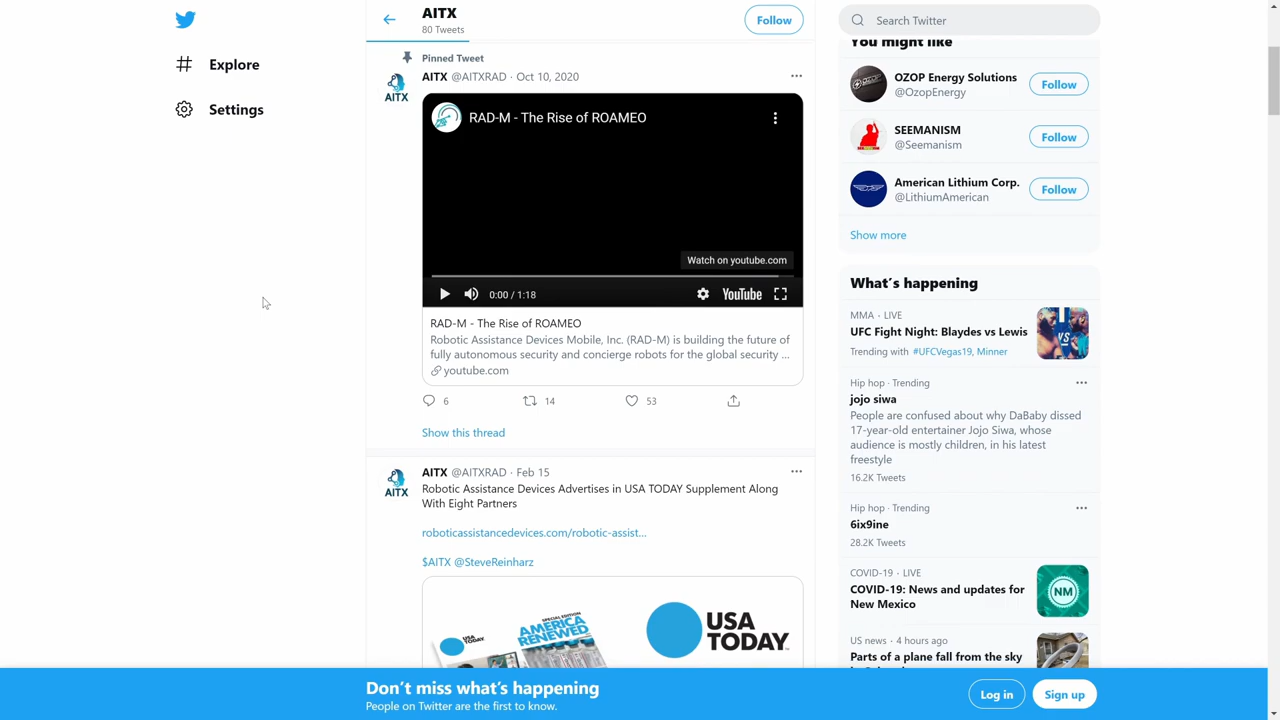 Explore
Settings
AITX
80 Tweets
Follow
Pinned Tweet
AITX @AITXRAD · Oct 10, 2020
AITX
RAD-M - The Rise of ROAMEO
Watch on youtube.com
0:00 / 1:18
YouTube
RAD-M - The Rise of ROAMEO
Robotic Assistance Devices Mobile, Inc. (RAD-M) is building the future of
fully autonomous security and concierge robots for the global security ...
youtube.com
6 14 53
Show this thread
AITX @AITXRAD · Feb 15
AITX
Robotic Assistance Devices Advertises in USA TODAY Supplement Along
With Eight Partners
roboticassistancedevices.com/robotic-assist...
$AITX @SteveReinharz
USA
TODAY
SPECIAL EDITION
AMERICA
RENEWED
USA
TODAY
Search Twitter
You might like
OZOP Energy Solutions
@OzopEnergy
Follow
SEEMANISM
@Seemanism
Follow
American Lithium Corp.
@LithiumAmerican
Follow
Show more
What's happening
MMA · LIVE
UFC Fight Night: Blaydes vs Lewis
Trending with #UFCVegas19, Minner
VS
Hip hop · Trending
jojo siwa
People are confused about why DaBaby dissed
17-year-old entertainer Jojo Siwa, whose
audience is mostly children, in his latest
freestyle
16.2K Tweets
Hip hop · Trending
6ix9ine
28.2K Tweets
COVID-19 · LIVE
COVID-19: News and updates for
New Mexico
NM
US news · 4 hours ago
Parts of a plane fall from the sky
Don't miss what's happening
People on Twitter are the first to know.
Log in
Sign up